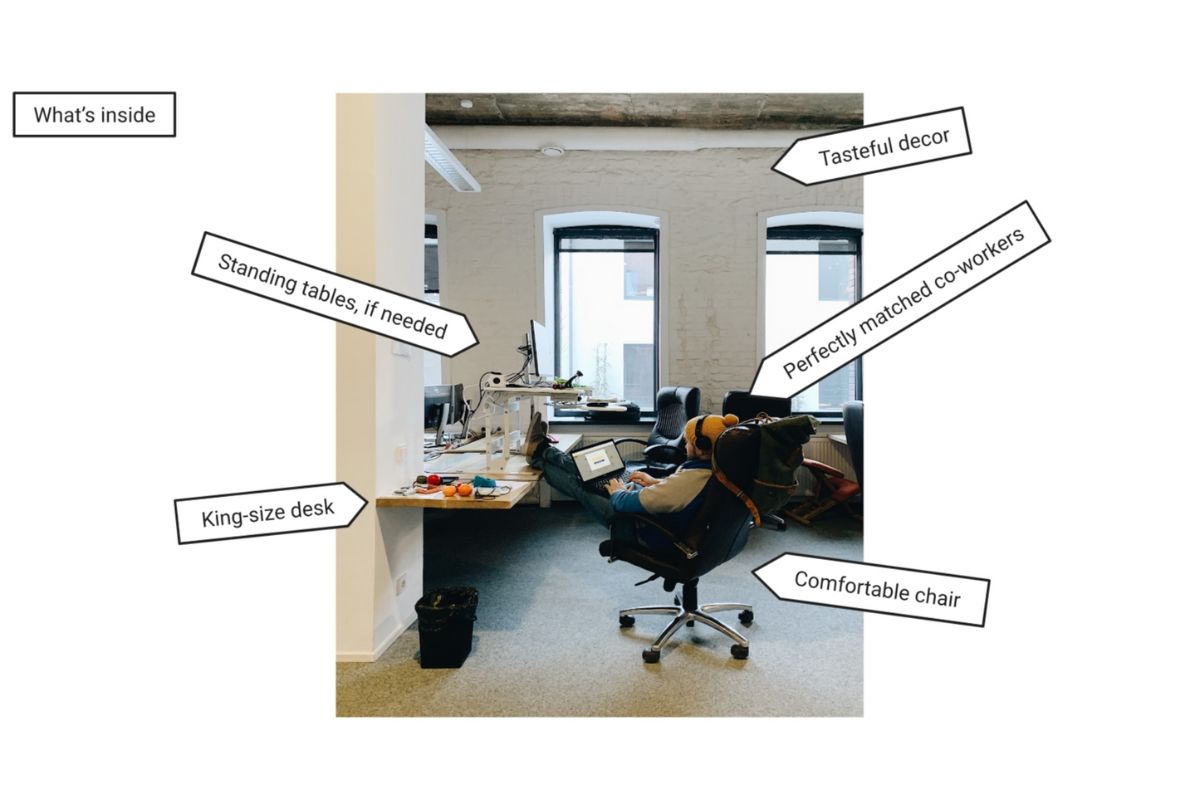 What’s inside
Tasteful decor
Standing tables, if needed
Perfectly matched co-workers
King-size desk
Comfortable chair